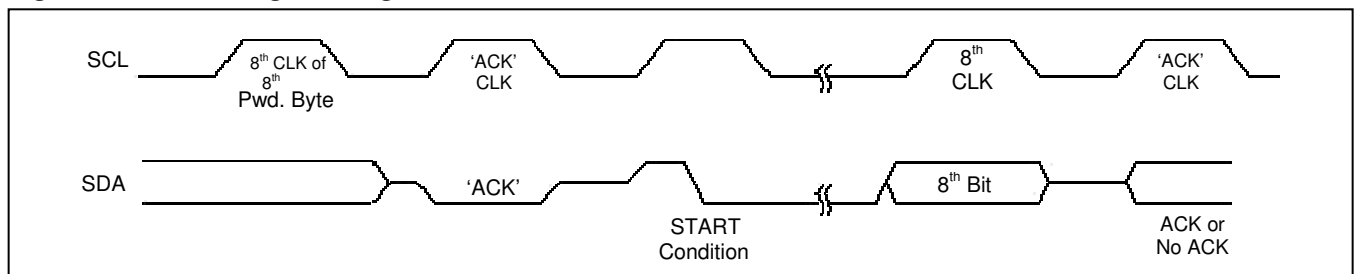 SCL
8th CLK of
8th
Pwd. Byte
'ACK'
CLK
8th
CLK
'ACK'
CLK
SDA
'ACK'
START
Condition
8th Bit
ACK or
No ACK